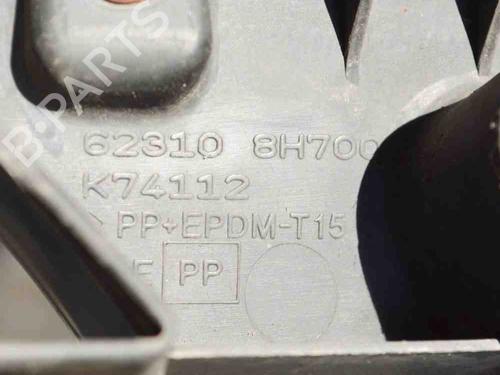 B-PARTS
62310 8H700
K74112
> PP+EPDM-T15
PP